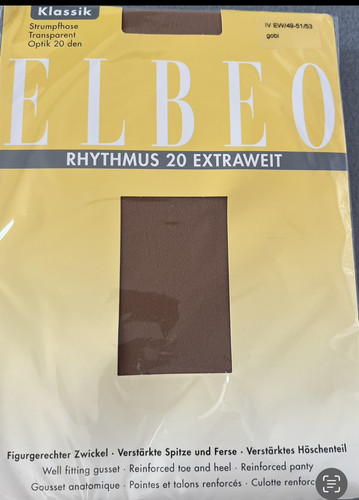 Klassik
Strumpfhose
Transparent
Optik 20 den
IV EW/49-51/53
gobi
ELBEO
RHYTHMUS 20 EXTRAWEIT
Figurgerechter Zwickel · Verstärkte Spitze und Ferse · Verstärktes Höschenteil
Well fitting gusset · Reinforced toe and heel · Reinforced panty
Gousset anatomique · Pointes et talons renforcés · Culotte